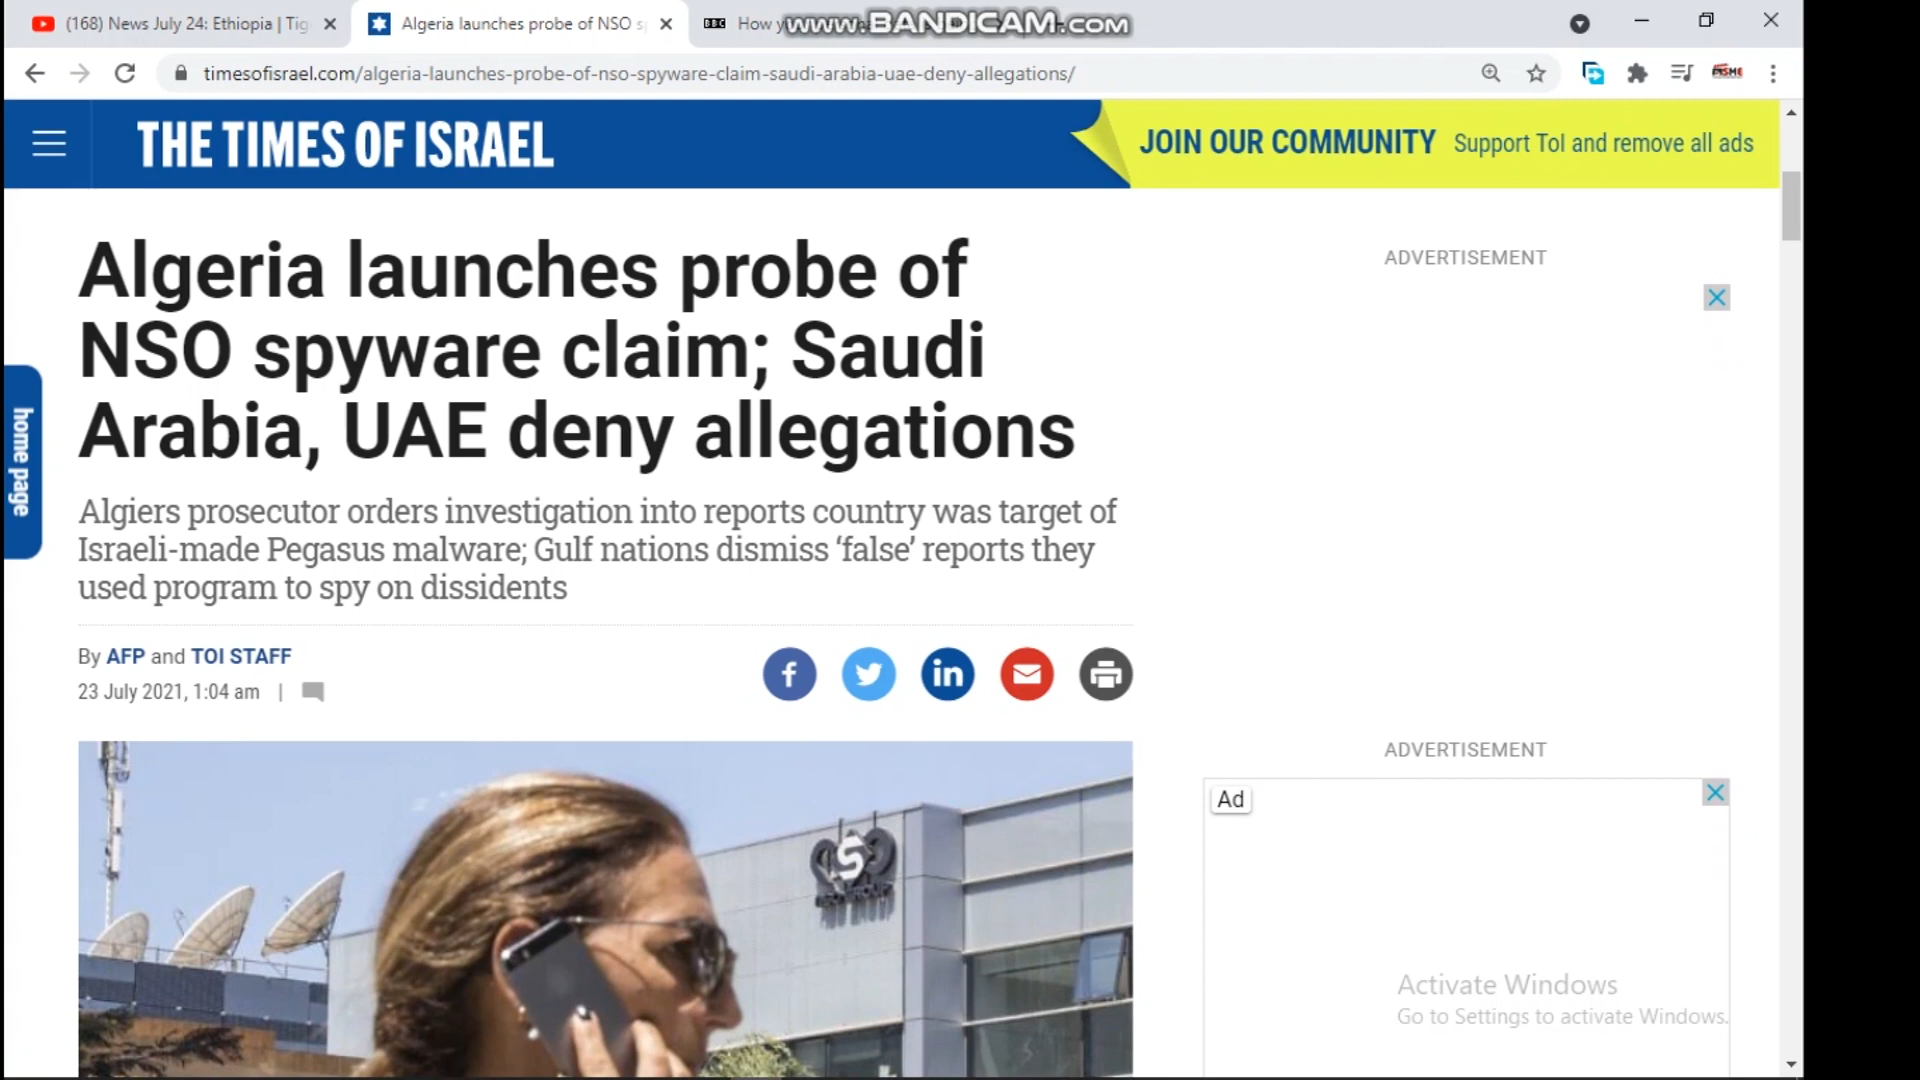 (168) News July 24: Ethiopia | Tig
Algeria launches probe of NSO s
BBC
How y
www.BANDICAM.com
timesofisrael.com/algeria-launches-probe-of-nso-spyware-claim-saudi-arabia-uae-deny-allegations/
THE TIMES OF ISRAEL
JOIN OUR COMMUNITY Support ToI and remove all ads
Algeria launches probe of
NSO spyware claim; Saudi
Arabia, UAE deny allegations
Algiers prosecutor orders investigation into reports country was target of
Israeli-made Pegasus malware; Gulf nations dismiss ‘false’ reports they
used program to spy on dissidents
home page
By AFP and TOI STAFF
23 July 2021, 1:04 am |
ADVERTISEMENT
ADVERTISEMENT
Ad
Activate Windows
Go to Settings to activate Windows.